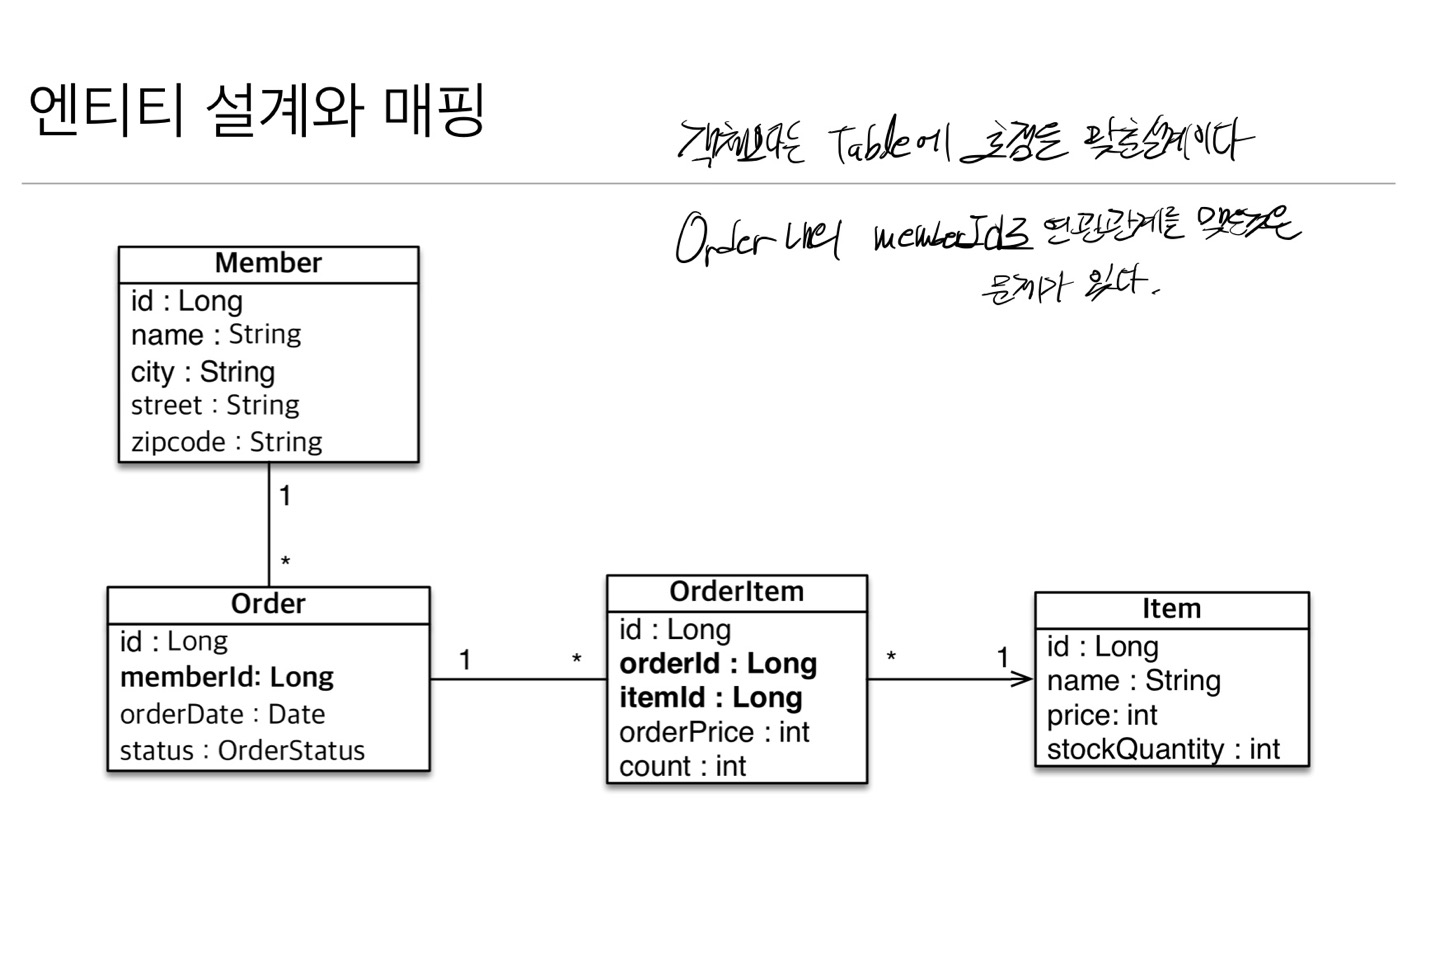 엔티티 설계와 매핑
객체보다는 Table에 초점을 맞춘설계이다
Order 내의 memberId로 연관관계를 맺는것은
문제가 있다.
Member
id : Long
name : String
city : String
street : String
zipcode : String
1
*
Order
id : Long
memberId: Long
orderDate : Date
status : OrderStatus
1
*
OrderItem
id : Long
orderId : Long
itemId : Long
orderPrice : int
count : int
*
1
Item
id : Long
name : String
price: int
stockQuantity : int